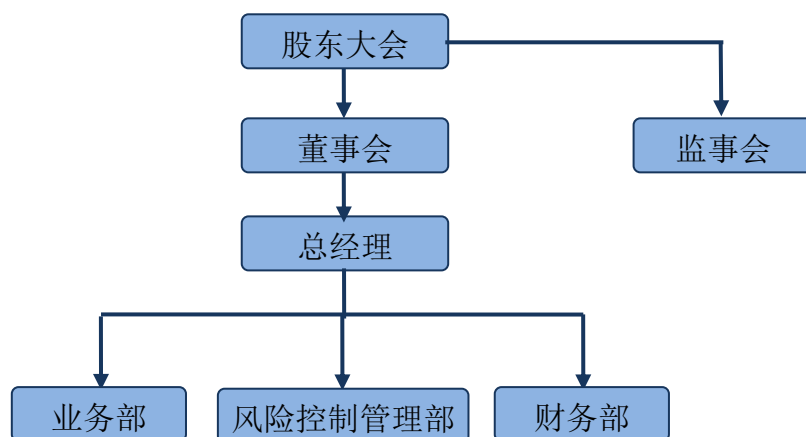 股东大会
董事会
监事会
总经理
业务部
风险控制管理部
财务部